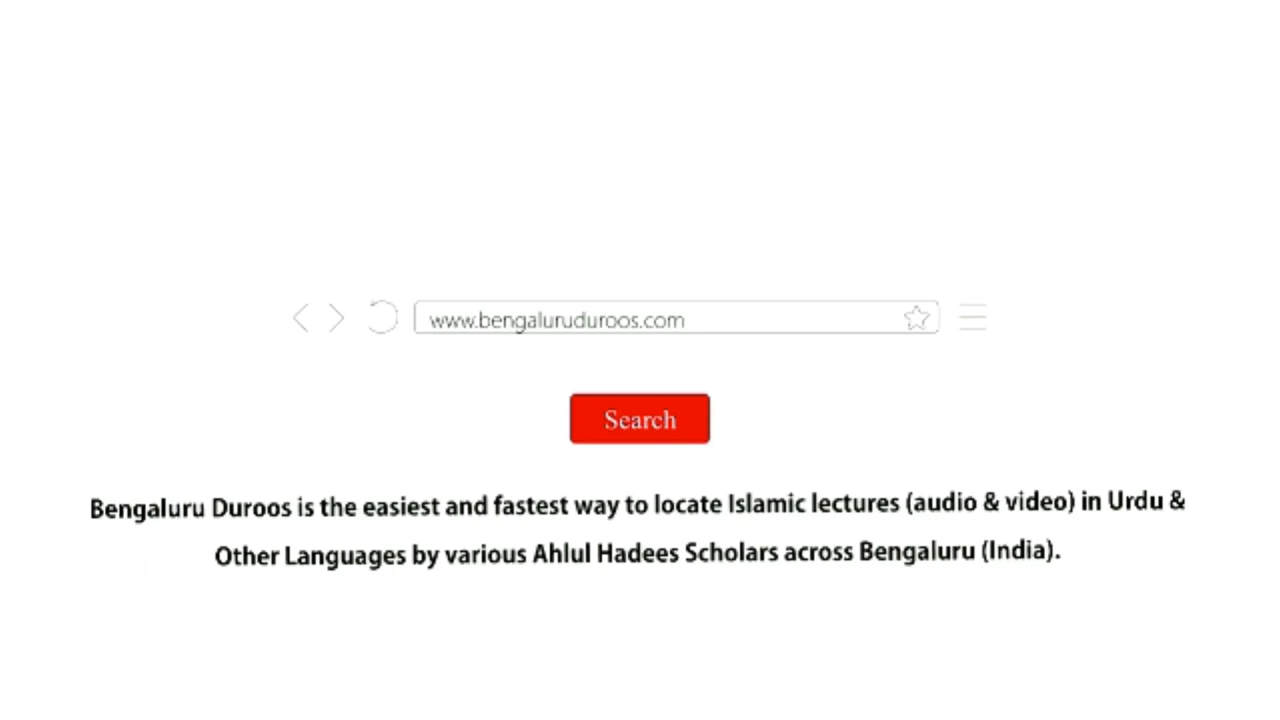 www.bengaluruduroos.com
Search
Bengaluru Duroos is the easiest and fastest way to locate Islamic lectures (audio & video) in Urdu &
Other Languages by various Ahlul Hadees Scholars across Bengaluru (India).